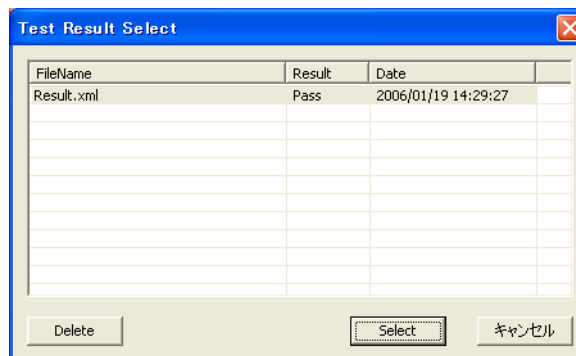 Test Result Select
FileName Result Date
Result.xml Pass 2006/01/19 14:29:27
Delete Select キャンセル